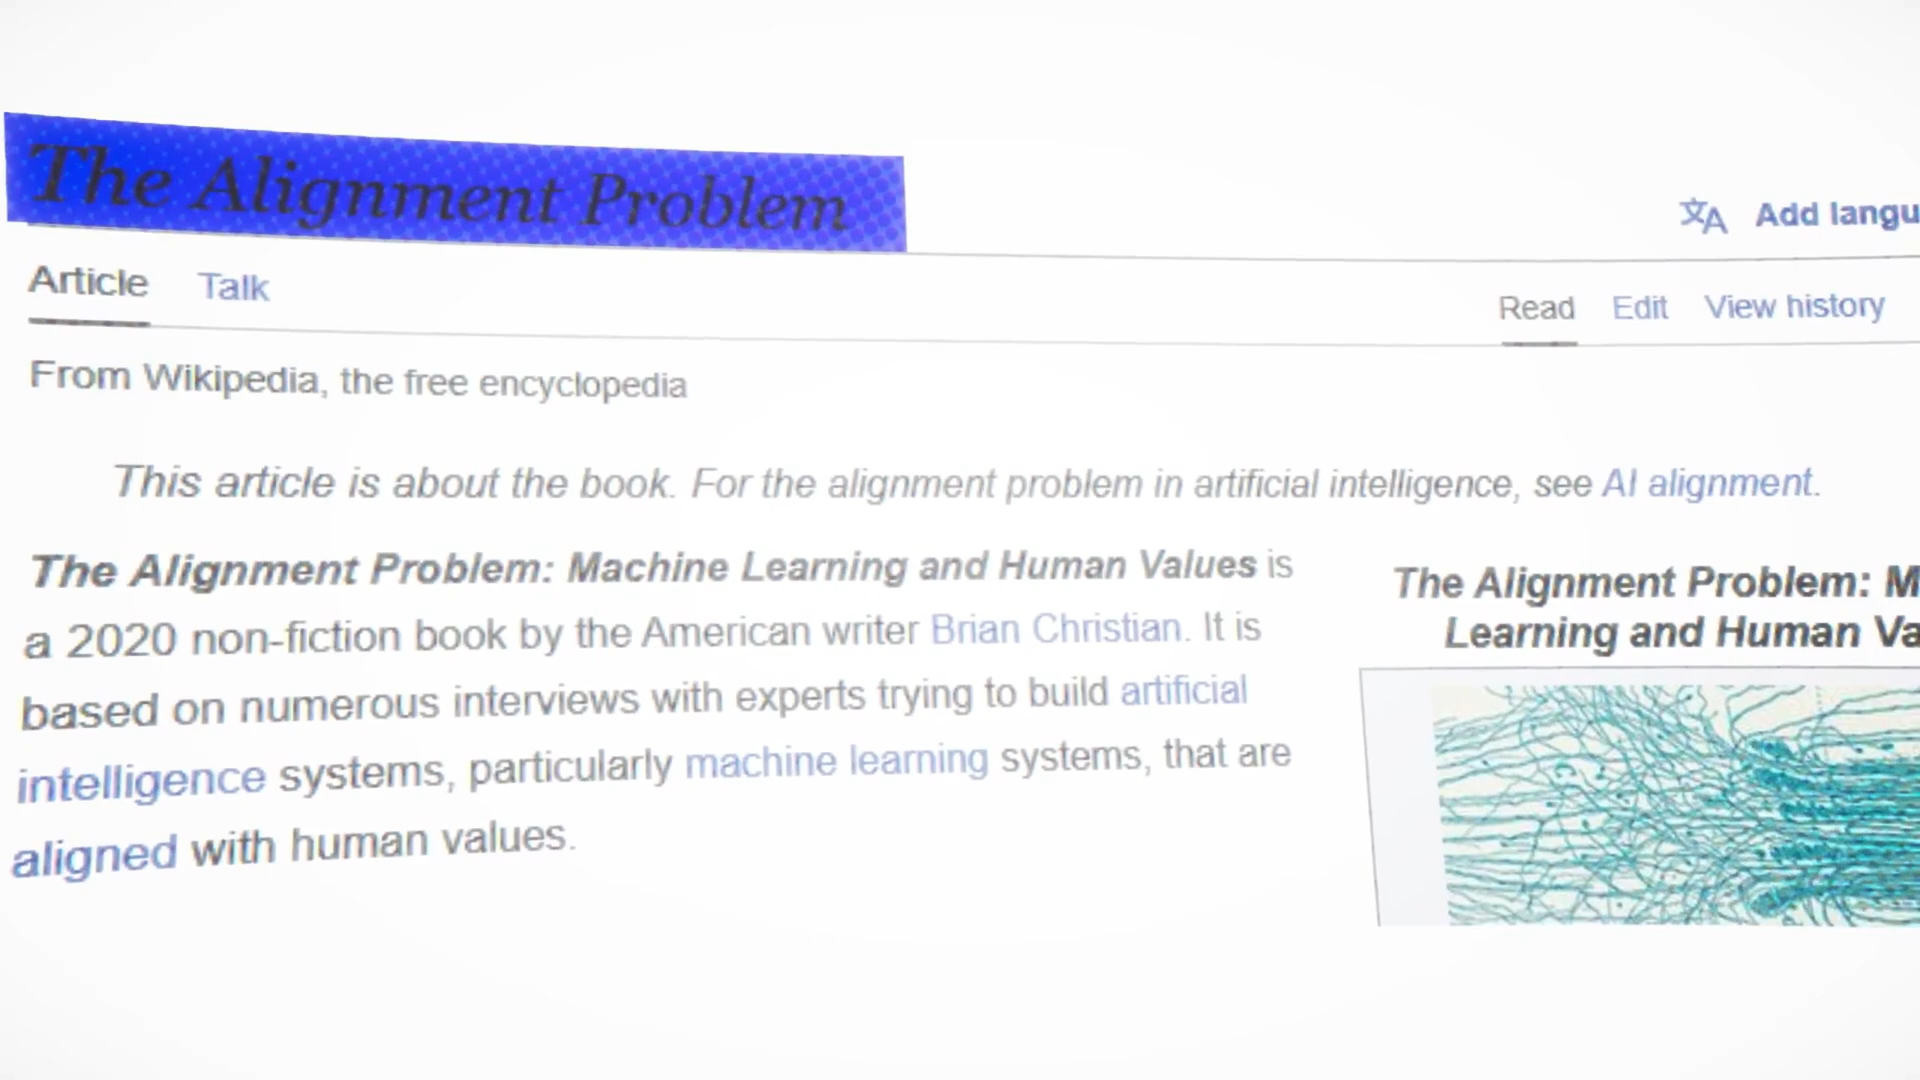 The Alignment Problem
Add langu
Article Talk
Read Edit View history
From Wikipedia, the free encyclopedia
This article is about the book. For the alignment problem in artificial intelligence, see AI alignment.
The Alignment Problem: Machine Learning and Human Values is
a 2020 non-fiction book by the American writer Brian Christian. It is
based on numerous interviews with experts trying to build artificial
intelligence systems, particularly machine learning systems, that are
aligned with human values.
The Alignment Problem: M
Learning and Human Va